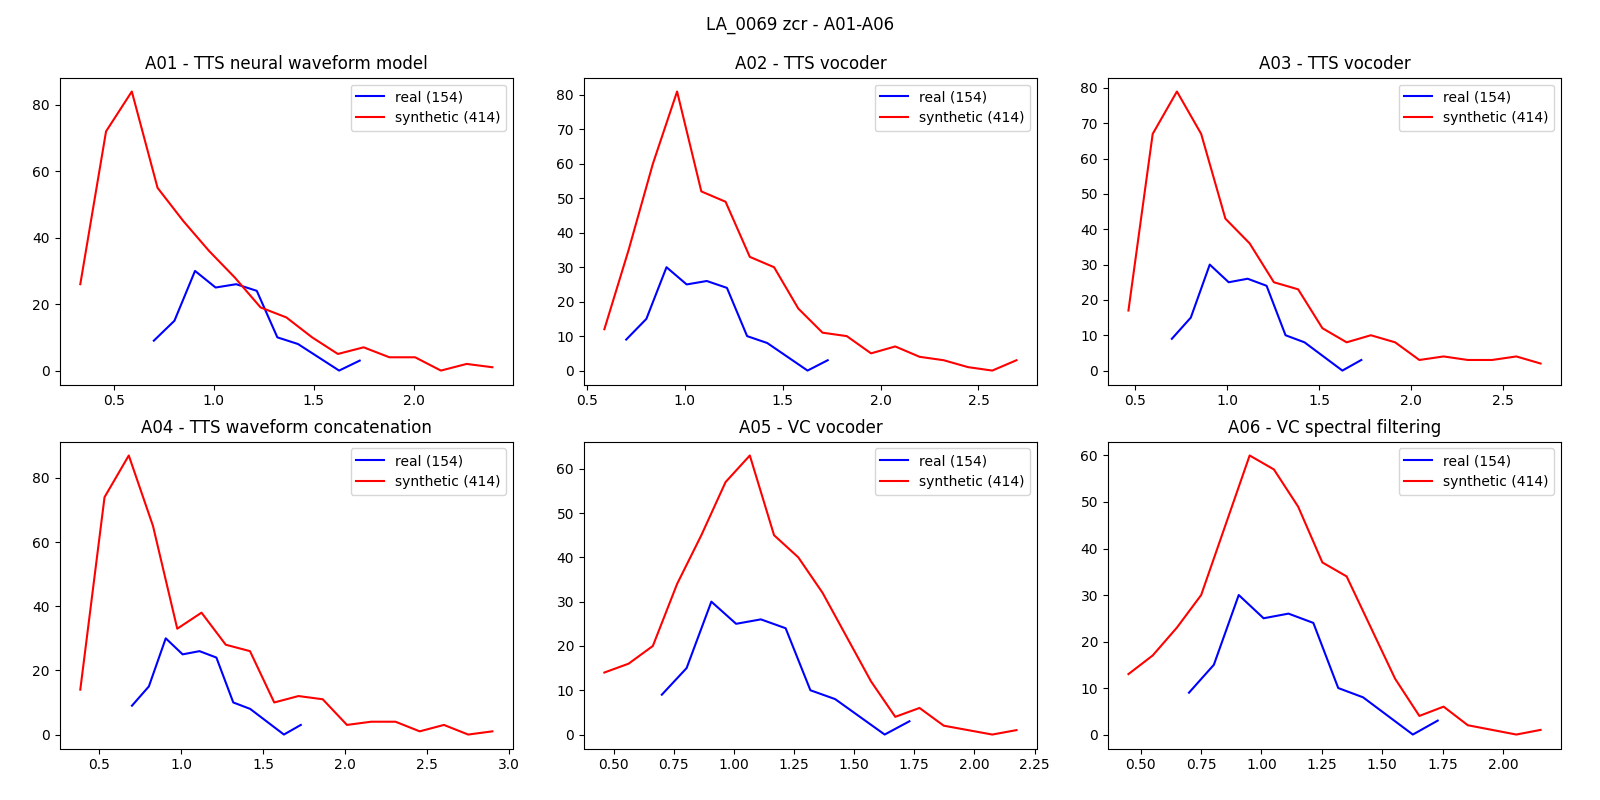 LA_0069 zcr - A01-A06
A01 - TTS neural waveform model
real (154)
synthetic (414)
80
60
40
20
0
0.5 1.0 1.5 2.0
A02 - TTS vocoder
real (154)
synthetic (414)
80
70
60
50
40
30
20
10
0
0.5 1.0 1.5 2.0 2.5
A03 - TTS vocoder
real (154)
synthetic (414)
80
70
60
50
40
30
20
10
0
0.5 1.0 1.5 2.0 2.5
A04 - TTS waveform concatenation
real (154)
synthetic (414)
80
60
40
20
0
0.5 1.0 1.5 2.0 2.5 3.0
A05 - VC vocoder
real (154)
synthetic (414)
60
50
40
30
20
10
0
0.50 0.75 1.00 1.25 1.50 1.75 2.00 2.25
A06 - VC spectral filtering
real (154)
synthetic (414)
60
50
40
30
20
10
0
0.50 0.75 1.00 1.25 1.50 1.75 2.00